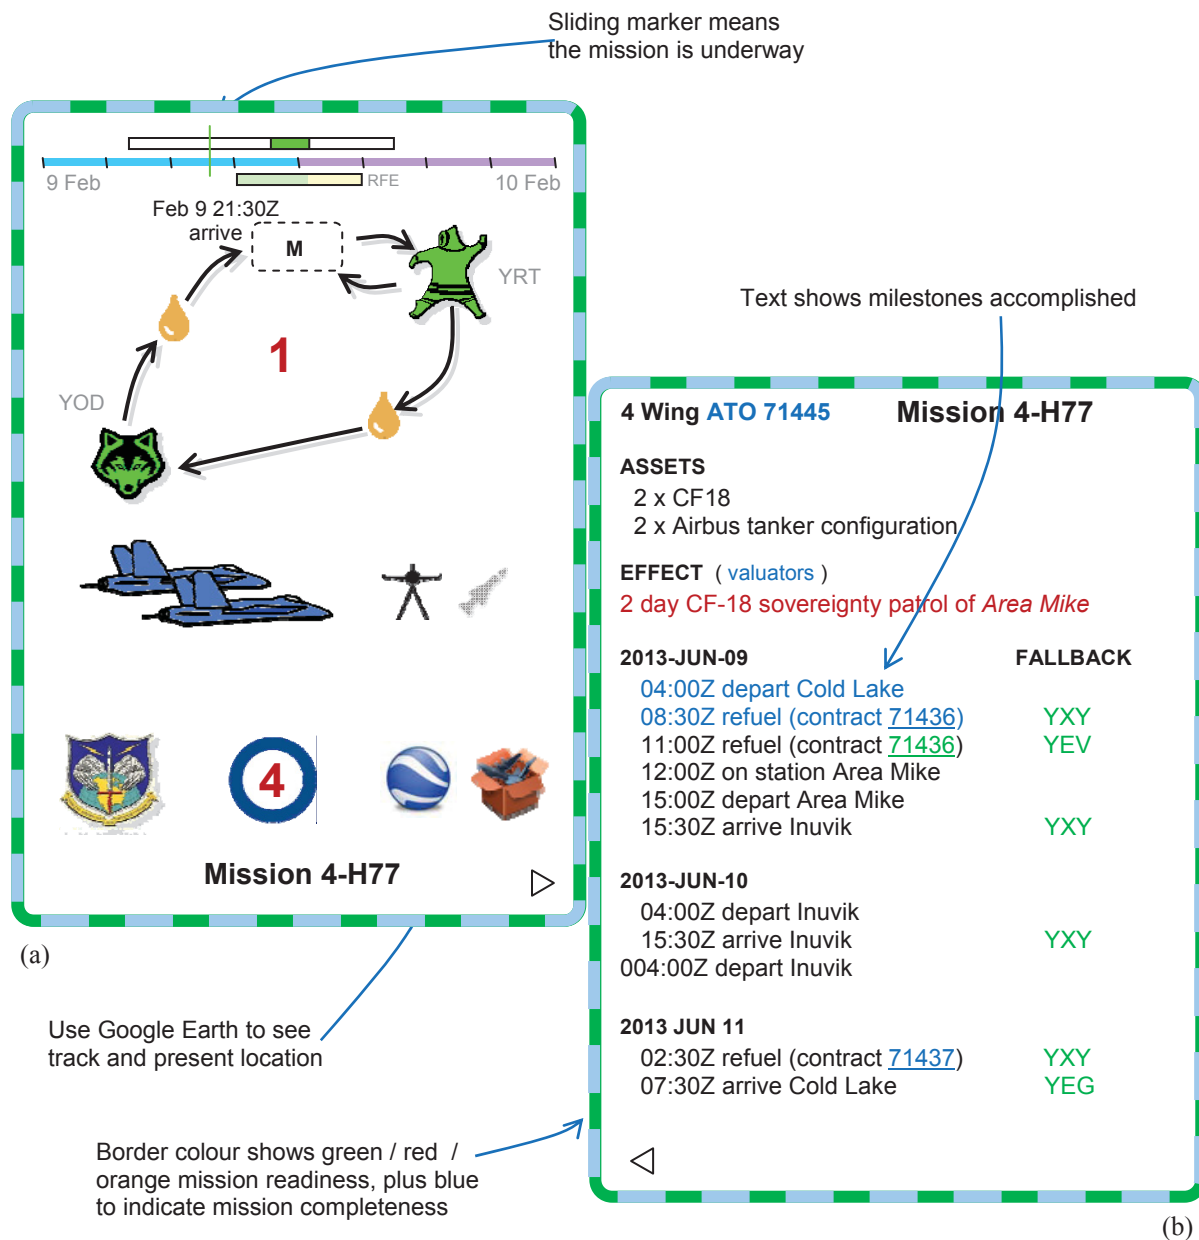 Sliding marker means
the mission is underway
9 Feb
RFE
10 Feb
Feb 9 21:30Z
arrive
M
YRT
1
YOD
4
Mission 4-H77
(a)
Use Google Earth to see
track and present location
Border colour shows green / red /
orange mission readiness, plus blue
to indicate mission completeness
Text shows milestones accomplished
4 Wing ATO 71445 Mission 4-H77
ASSETS
2 x CF18
2 x Airbus tanker configuration
EFFECT ( valuators )
2 day CF-18 sovereignty patrol of Area Mike
2013-JUN-09 FALLBACK
04:00Z depart Cold Lake
08:30Z refuel (contract 71436) YXY
11:00Z refuel (contract 71436) YEV
12:00Z on station Area Mike
15:00Z depart Area Mike
15:30Z arrive Inuvik YXY
2013-JUN-10
04:00Z depart Inuvik
15:30Z arrive Inuvik YXY
004:00Z depart Inuvik
2013 JUN 11
02:30Z refuel (contract 71437) YXY
07:30Z arrive Cold Lake YEG
(b)